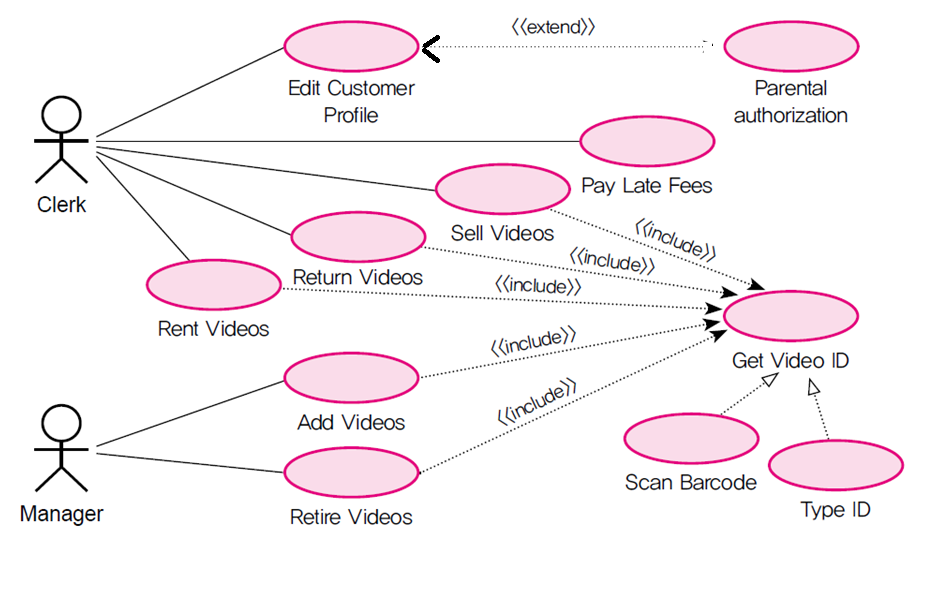 <<extend>>
Edit Customer
Profile
Parental
authorization
Clerk
Pay Late Fees
Sell Videos
<<include>>
Return Videos
<<include>>
<<include>>
Rent Videos
Get Video ID
<<include>>
Add Videos
<<include>>
Manager
Retire Videos
Scan Barcode
Type ID